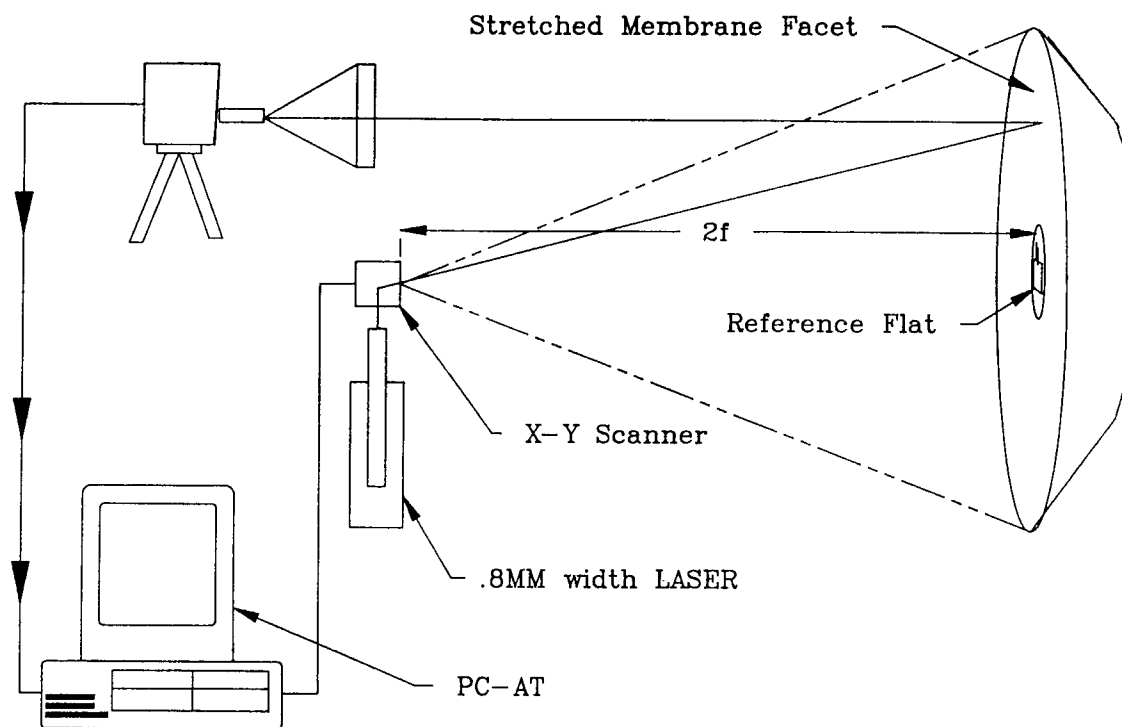 Stretched Membrane Facet
2f
Reference Flat
X-Y Scanner
.8MM width LASER
PC-AT